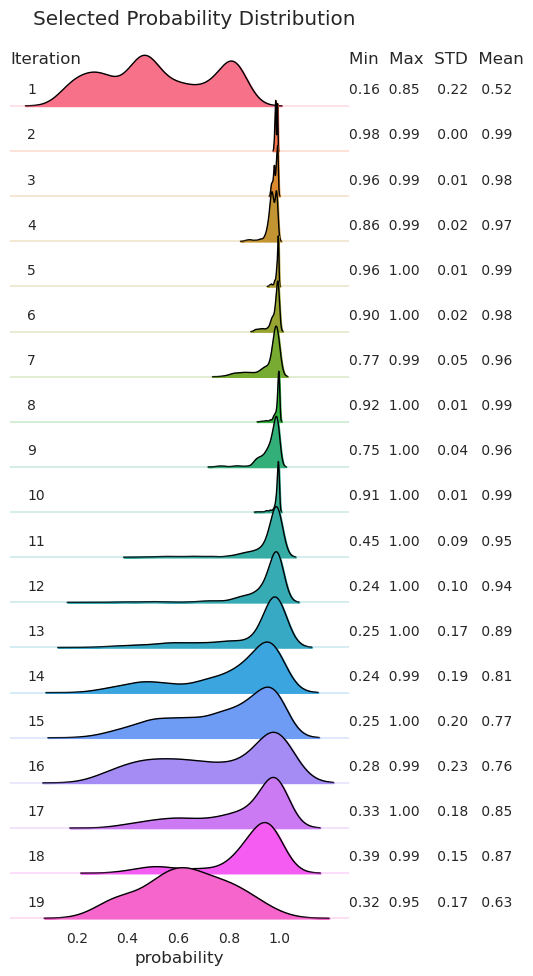 Selected Probability Distribution
Iteration Min Max STD Mean
1 0.16 0.85 0.22 0.52
2 0.98 0.99 0.00 0.99
3 0.96 0.99 0.01 0.98
4 0.86 0.99 0.02 0.97
5 0.96 1.00 0.01 0.99
6 0.90 1.00 0.02 0.98
7 0.77 0.99 0.05 0.96
8 0.92 1.00 0.01 0.99
9 0.75 1.00 0.04 0.96
10 0.91 1.00 0.01 0.99
11 0.45 1.00 0.09 0.95
12 0.24 1.00 0.10 0.94
13 0.25 1.00 0.17 0.89
14 0.24 0.99 0.19 0.81
15 0.25 1.00 0.20 0.77
16 0.28 0.99 0.23 0.76
17 0.33 1.00 0.18 0.85
18 0.39 0.99 0.15 0.87
19 0.32 0.95 0.17 0.63
0.2 0.4 0.6 0.8 1.0
probability